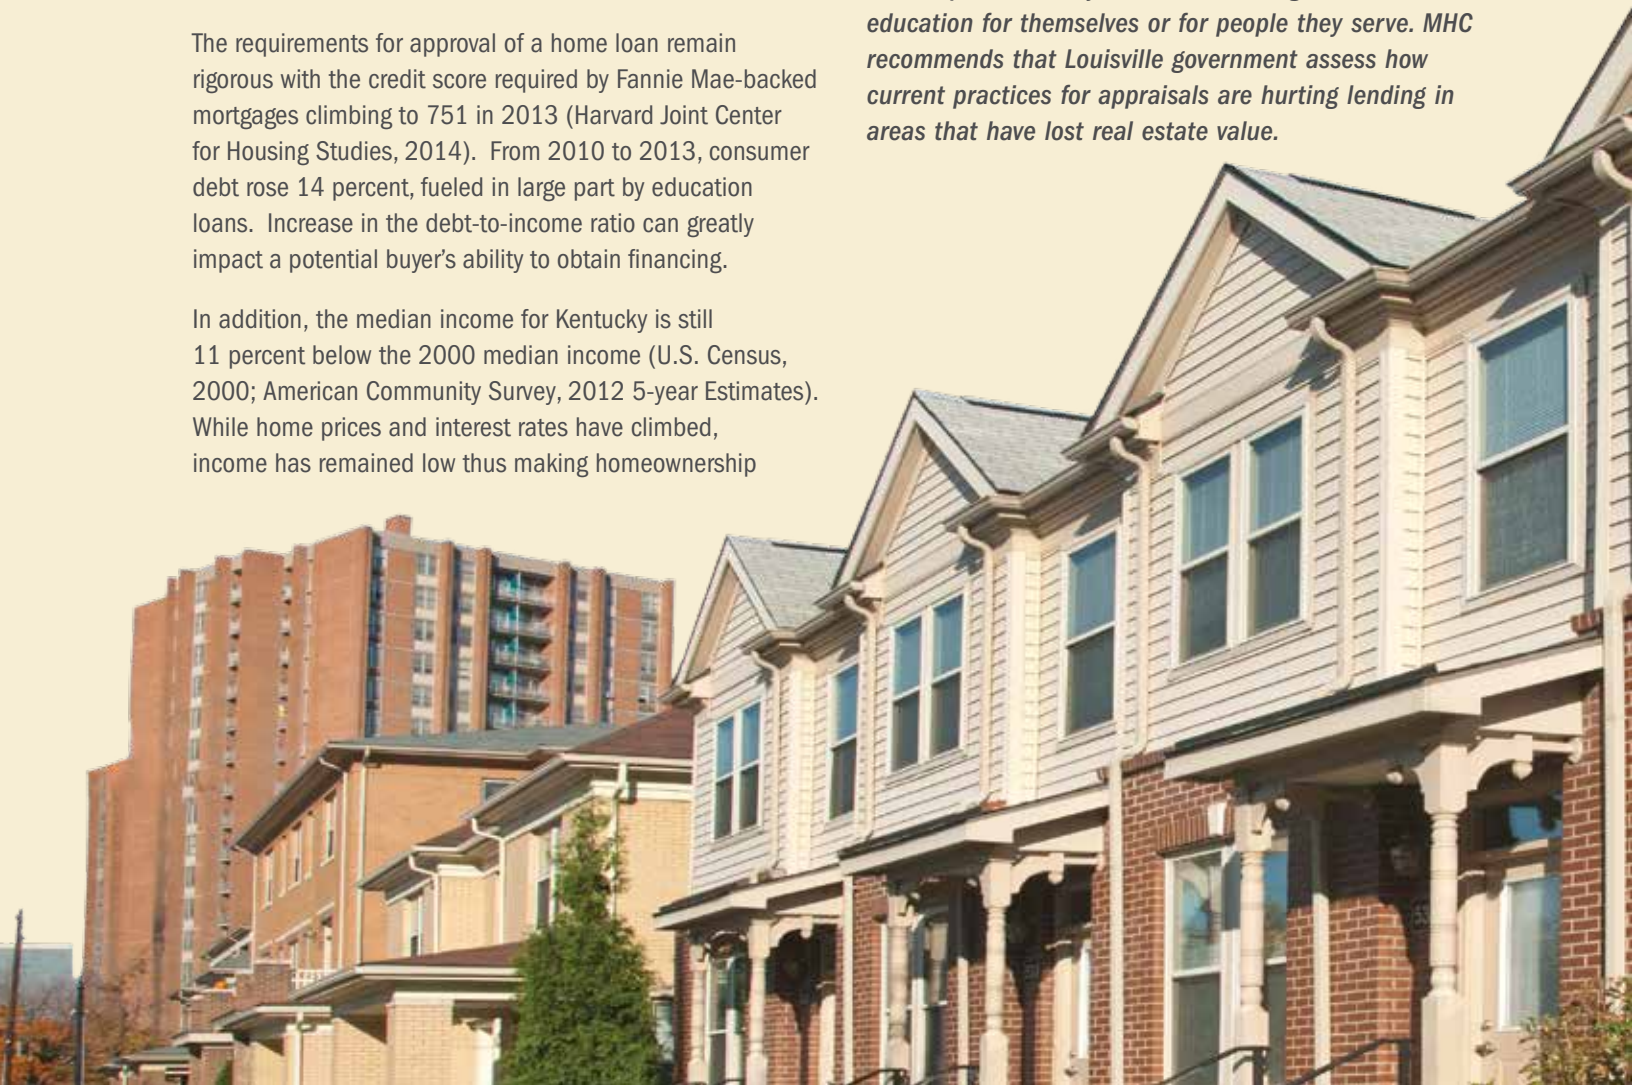 The requirements for approval of a home loan remain
rigorous with the credit score required by Fannie Mae-backed
mortgages climbing to 751 in 2013 (Harvard Joint Center
for Housing Studies, 2014).  From 2010 to 2013, consumer
debt rose 14 percent, fueled in large part by education
loans.  Increase in the debt-to-income ratio can greatly
impact a potential buyer’s ability to obtain financing.
In addition, the median income for Kentucky is still
11 percent below the 2000 median income (U.S. Census,
2000; American Community Survey, 2012 5-year Estimates).
While home prices and interest rates have climbed,
income has remained low thus making homeownership
education for themselves or for people they serve. MHC
recommends that Louisville government assess how
current practices for appraisals are hurting lending in
areas that have lost real estate value.